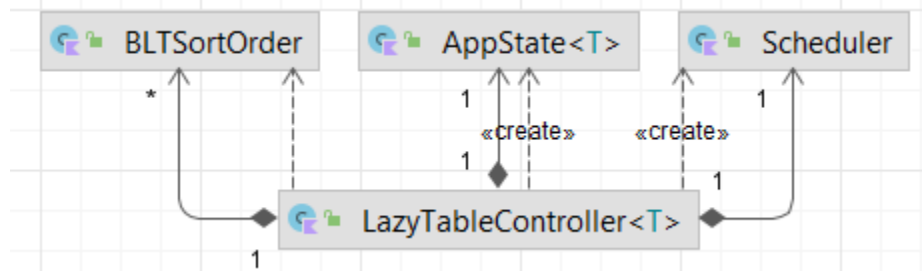 BLTSortOrder
AppState<T>
Scheduler
*
1
1
«create»
«create»
1
1
LazyTableController<T>
1